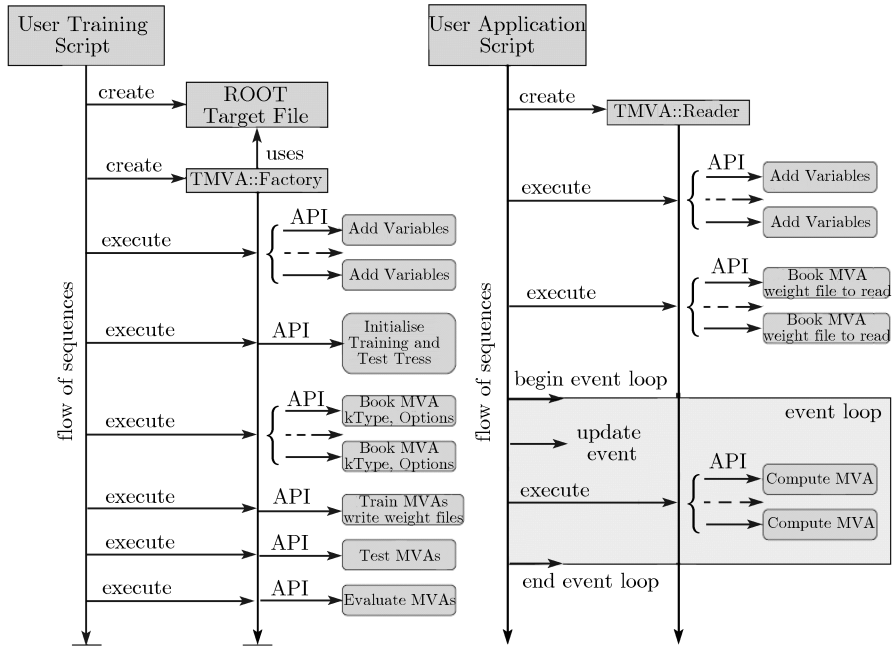 User Training
Script
create
ROOT
Target File
uses
create
TMVA::Factory
API
Add Variables
execute
Add Variables
flow of sequences
execute
API
Initialise
Training and
Test Tress
API
Book MVA
kType, Options
execute
Book MVA
kType, Options
execute
API
Train MVAs
write weight files
execute
API
Test MVAs
execute
API
Evaluate MVAs
User Application
Script
create
TMVA::Reader
API
Add Variables
execute
Add Variables
flow of sequences
API
Book MVA
weight file to read
execute
Book MVA
weight file to read
begin event loop
event loop
update
event
API
Compute MVA
execute
Compute MVA
end event loop